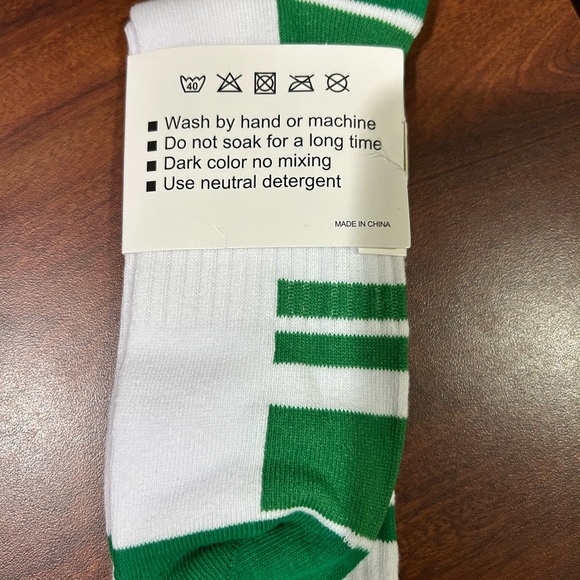 40
Wash by hand or machine
Do not soak for a long time
Dark color no mixing
Use neutral detergent
MADE IN CHINA